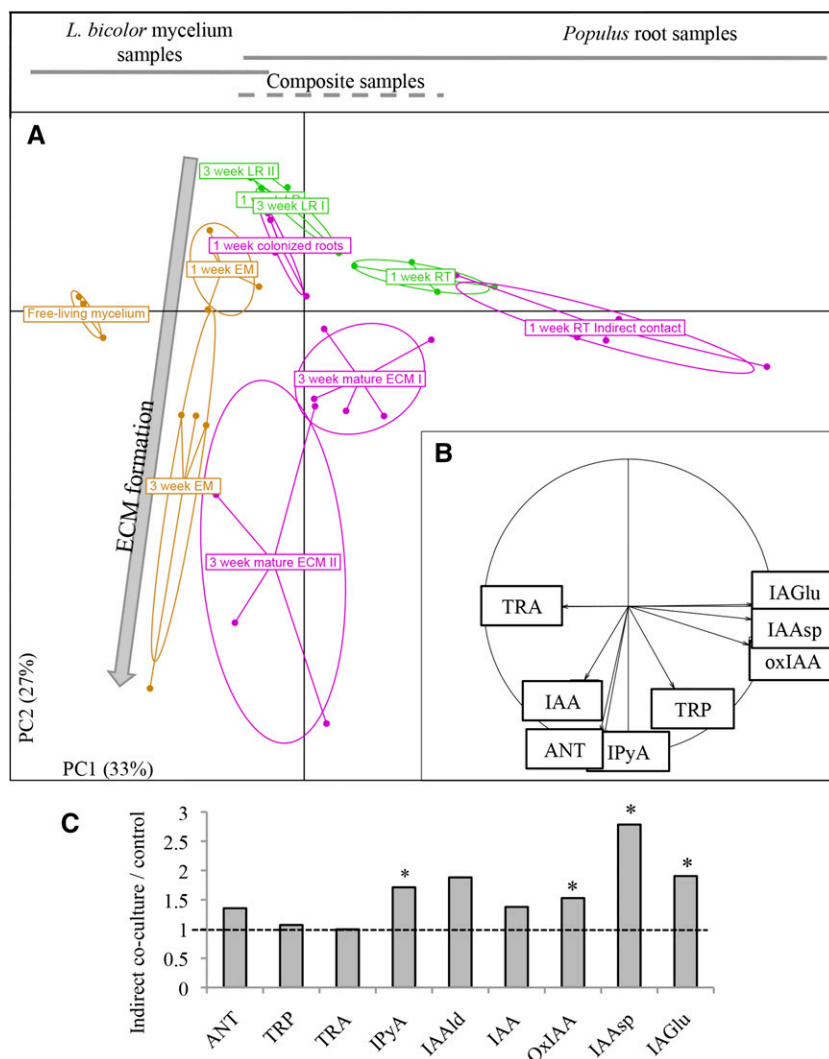 L. bicolor mycelium
samples
Populus root samples
Composite samples
A
3 week LR II
3 week LR I
1 week colonized roots
1 week EM
1 week RT
Free-living mycelium
1 week RT Indirect contact
3 week mature ECM I
ECM formation
3 week EM
3 week mature ECM II
PC2 (27%)
PC1 (33%)
B
TRA
IAGlu
IAAsp
oxIAA
IAA
TRP
ANT
IPyA
C
Indirect co-culture / control
3
2.5
2
1.5
1
0.5
0
*
*
*
*
ANT
TRP
TRA
IPyA
IAAld
IAA
OxIAA
IAAsp
IAGlu